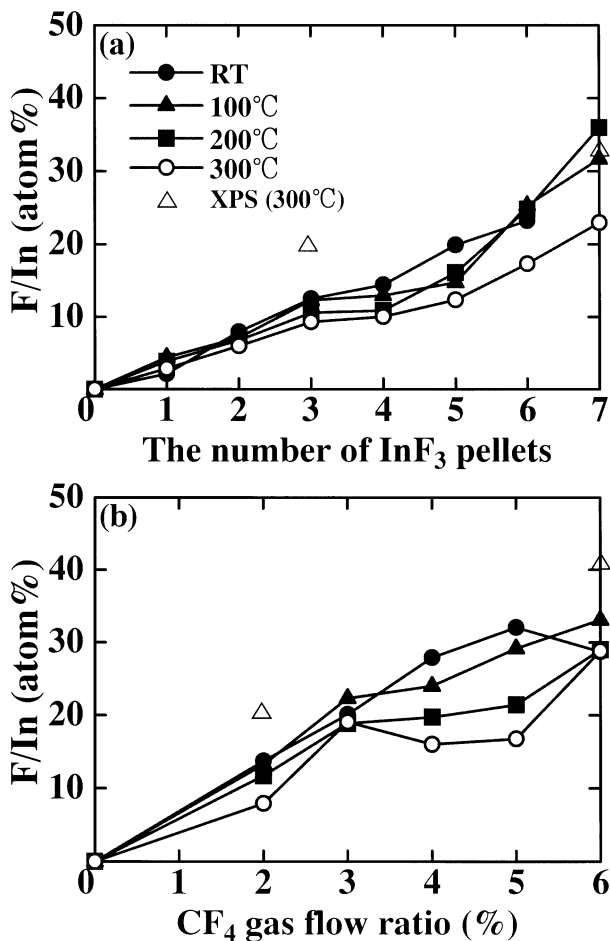 50
(a)
RT
40
100℃
200℃
30
300℃
XPS (300℃)
20
10
F/In (atom%)
0 1 2 3 4 5 6 7
The number of InF₃ pellets
50
(b)
40
30
20
10
F/In (atom%)
0 1 2 3 4 5 6
CF₄ gas flow ratio (%)